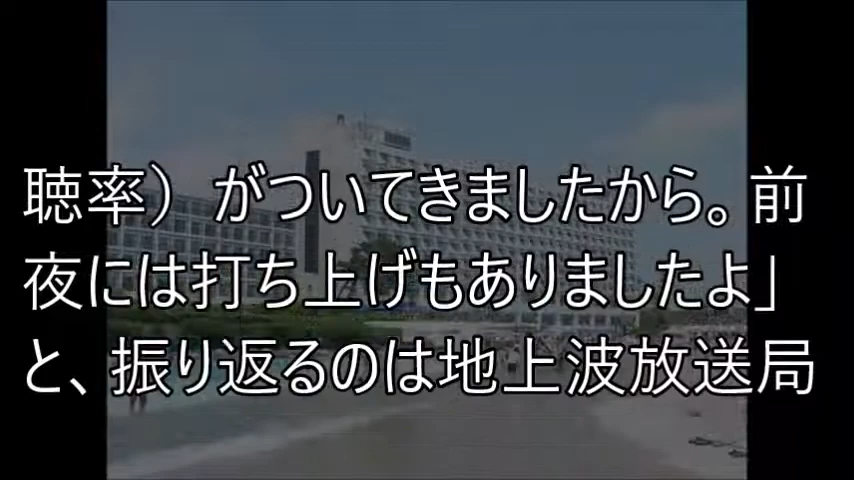 聴率）がついてきましたから。前
夜には打ち上げもありましたよ」
と、振り返るのは地上波放送局